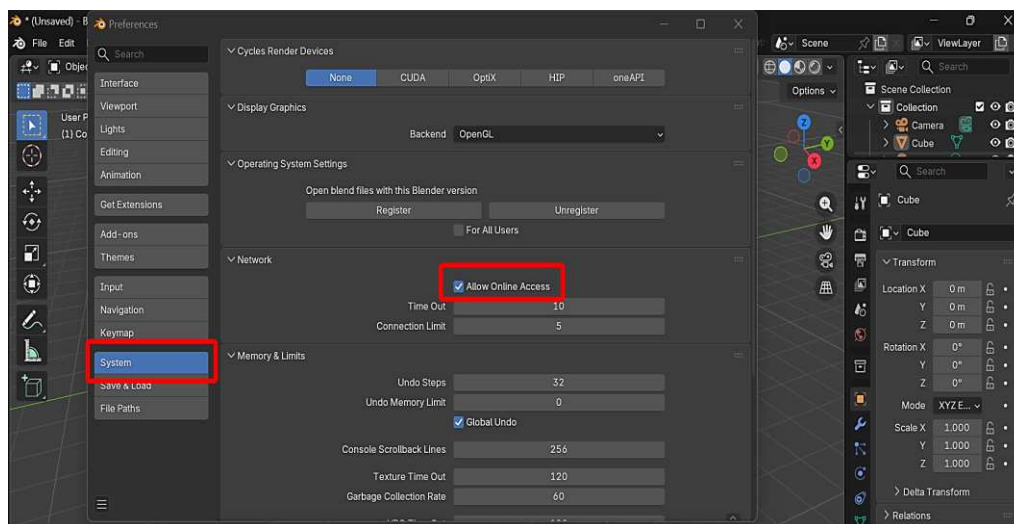 * (Unsaved) - B
Preferences
File Edit
Scene
ViewLayer
Object
Search
Interface
Viewport
Lights
Editing
Animation
Get Extensions
Add-ons
Themes
Input
Navigation
Keymap
System
Save & Load
File Paths
User P
(1) Co
Cycles Render Devices
None CUDA OptiX HIP oneAPI
Display Graphics
Backend OpenGL
Operating System Settings
Open blend files with this Blender version
Register Unregister
For All Users
Network
Allow Online Access
Time Out 10
Connection Limit 5
Memory & Limits
Undo Steps 32
Undo Memory Limit 0
Global Undo
Console Scrollback Lines 256
Texture Time Out 120
Garbage Collection Rate 60
Options
Z
Y
X
Search
Scene Collection
Collection
Camera
Cube
Search
Cube
Cube
Transform
Location X 0 m
Y 0 m
Z 0 m
Rotation X 0°
Y 0°
Z 0°
Mode XYZ E...
Scale X 1.000
Y 1.000
Z 1.000
Delta Transform
Relations